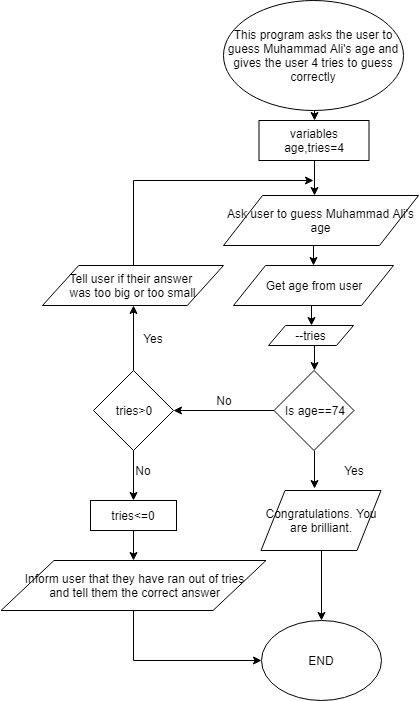 This program asks the user to
guess Muhammad Ali's age and
gives the user 4 tries to guess
correctly
variables
age,tries=4
Ask user to guess Muhammad Ali's
age
Tell user if their answer
was too big or too small
Get age from user
--tries
Yes
tries>0
No
Is age==74
No
Yes
tries<=0
Congratulations. You
are brilliant.
Inform user that they have ran out of tries
and tell them the correct answer
END